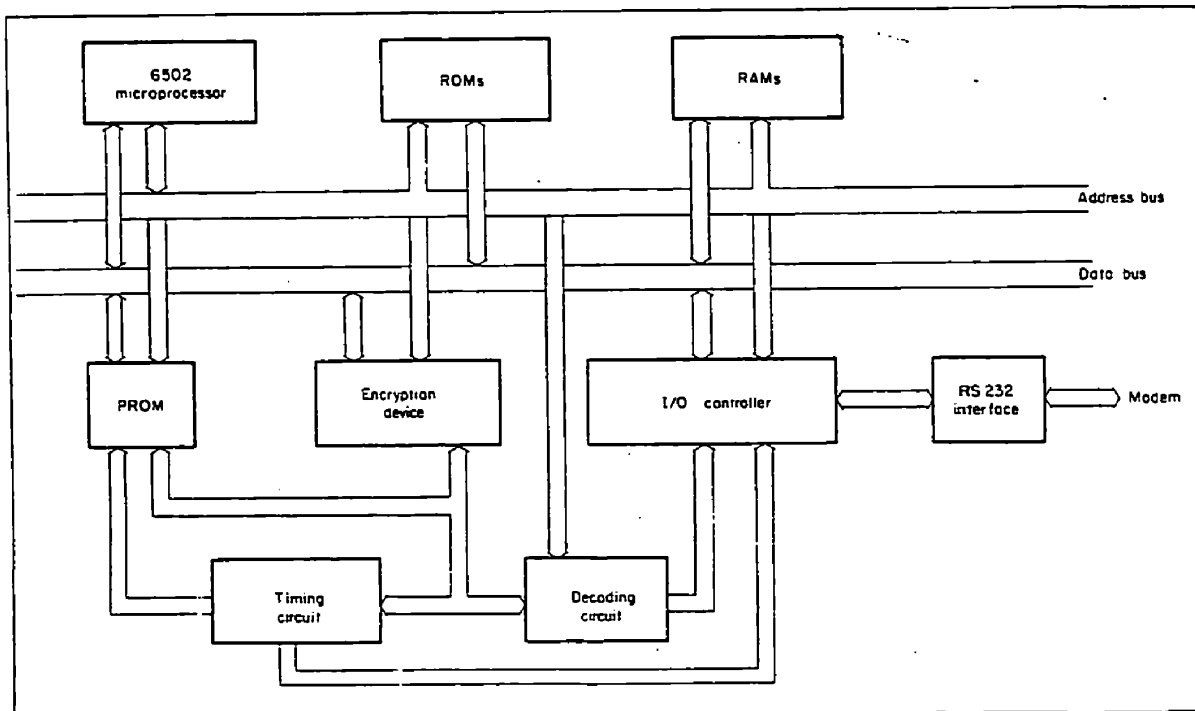 6502
microprocessor
ROMs
RAMs
Address bus
Data bus
PROM
Encryption
device
I/O controller
RS 232
interface
Modem
Timing
circuit
Decoding
circuit